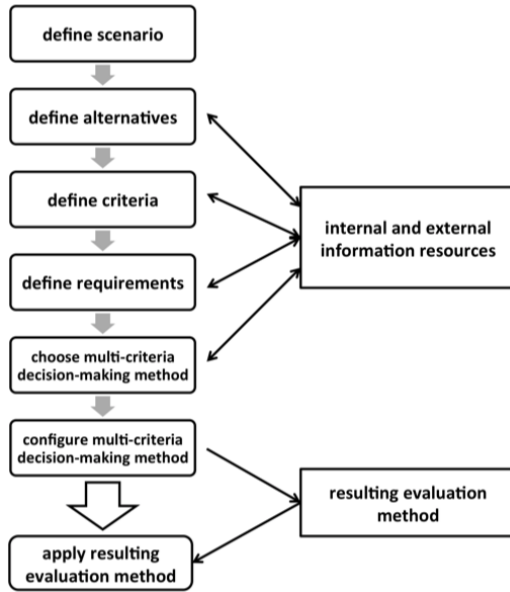 define scenario
define alternatives
define criteria
define requirements
choose multi-criteria
decision-making method
configure multi-criteria
decision-making method
apply resulting
evaluation method
internal and external
information resources
resulting evaluation
method